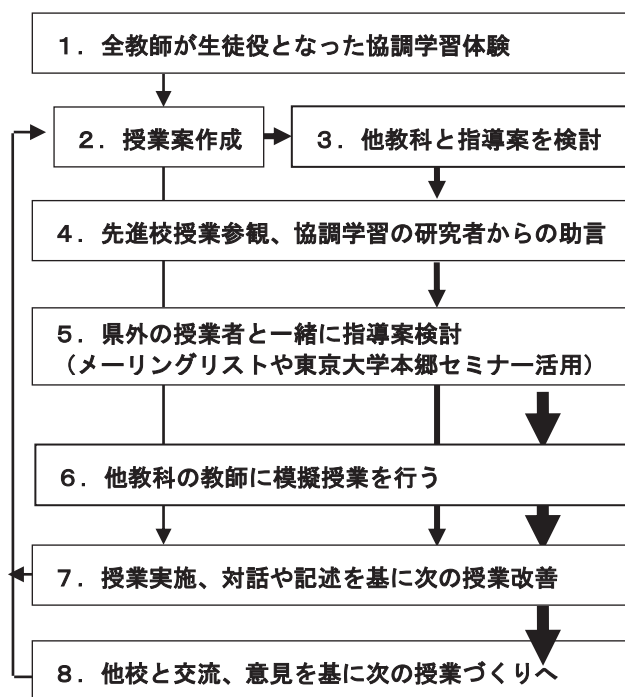 １．全教師が生徒役となった協調学習体験
２．授業案作成
３．他教科と指導案を検討
４．先進校授業参観、協調学習の研究者からの助言
５．県外の授業者と一緒に指導案検討
（メーリングリストや東京大学本郷セミナー活用）
６．他教科の教師に模擬授業を行う
７．授業実施、対話や記述を基に次の授業改善
８．他校と交流、意見を基に次の授業づくりへ